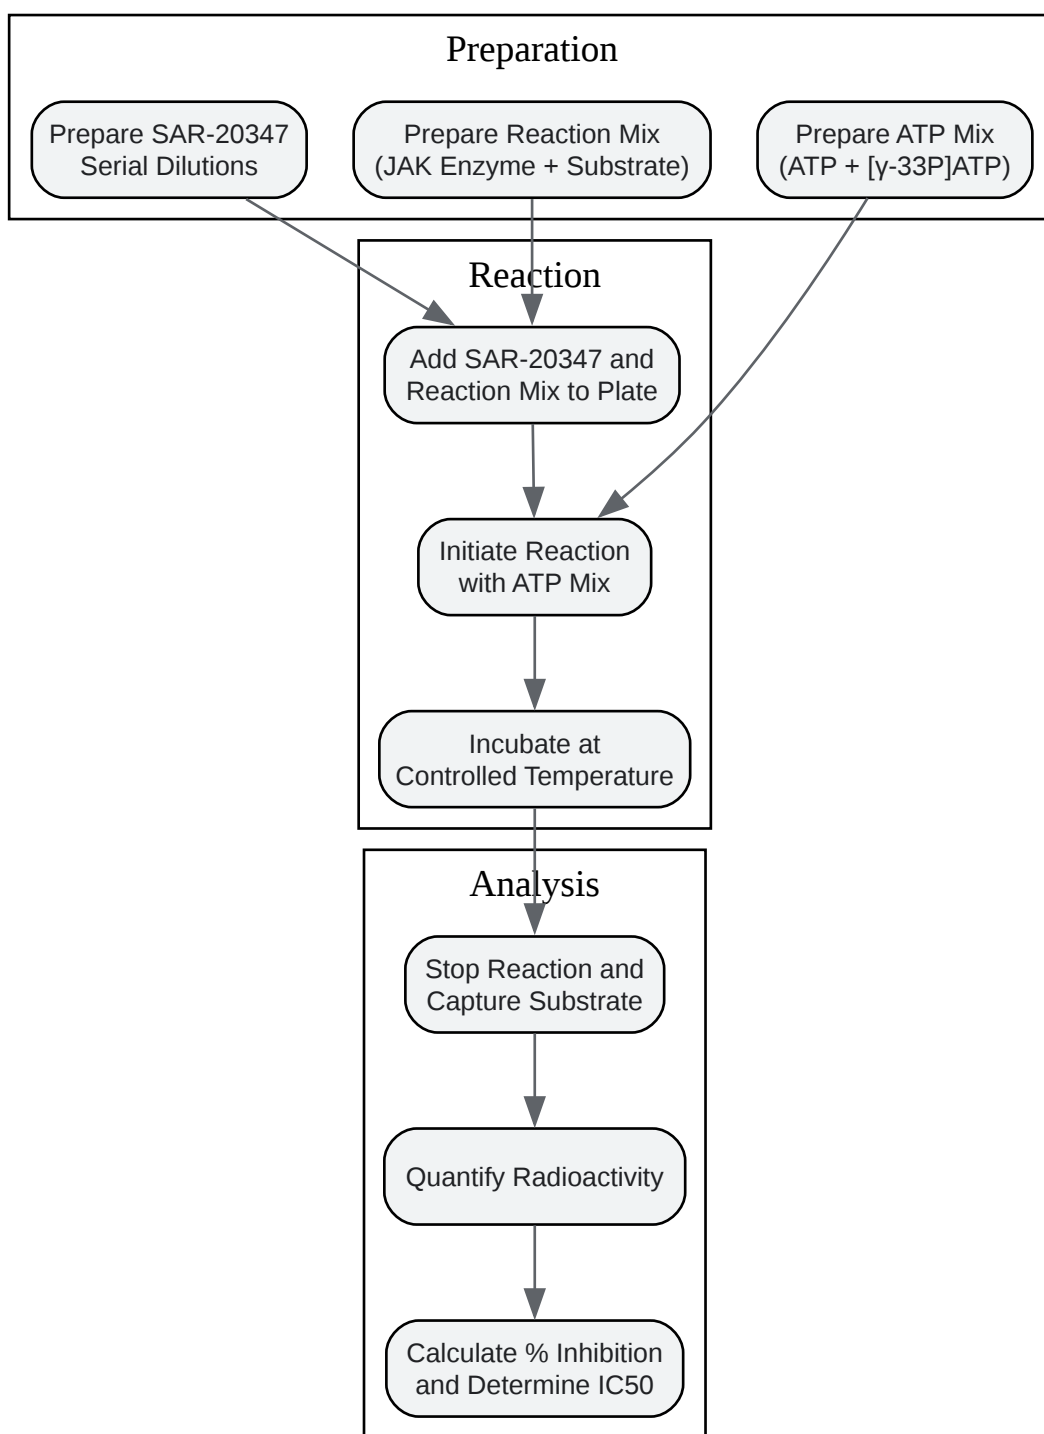 Preparation
Prepare SAR-20347
Serial Dilutions
Prepare Reaction Mix
(JAK Enzyme + Substrate)
Prepare ATP Mix
(ATP + [γ-33P]ATP)
Reaction
Add SAR-20347 and
Reaction Mix to Plate
Initiate Reaction
with ATP Mix
Incubate at
Controlled Temperature
Analysis
Stop Reaction and
Capture Substrate
Quantify Radioactivity
Calculate % Inhibition
and Determine IC50